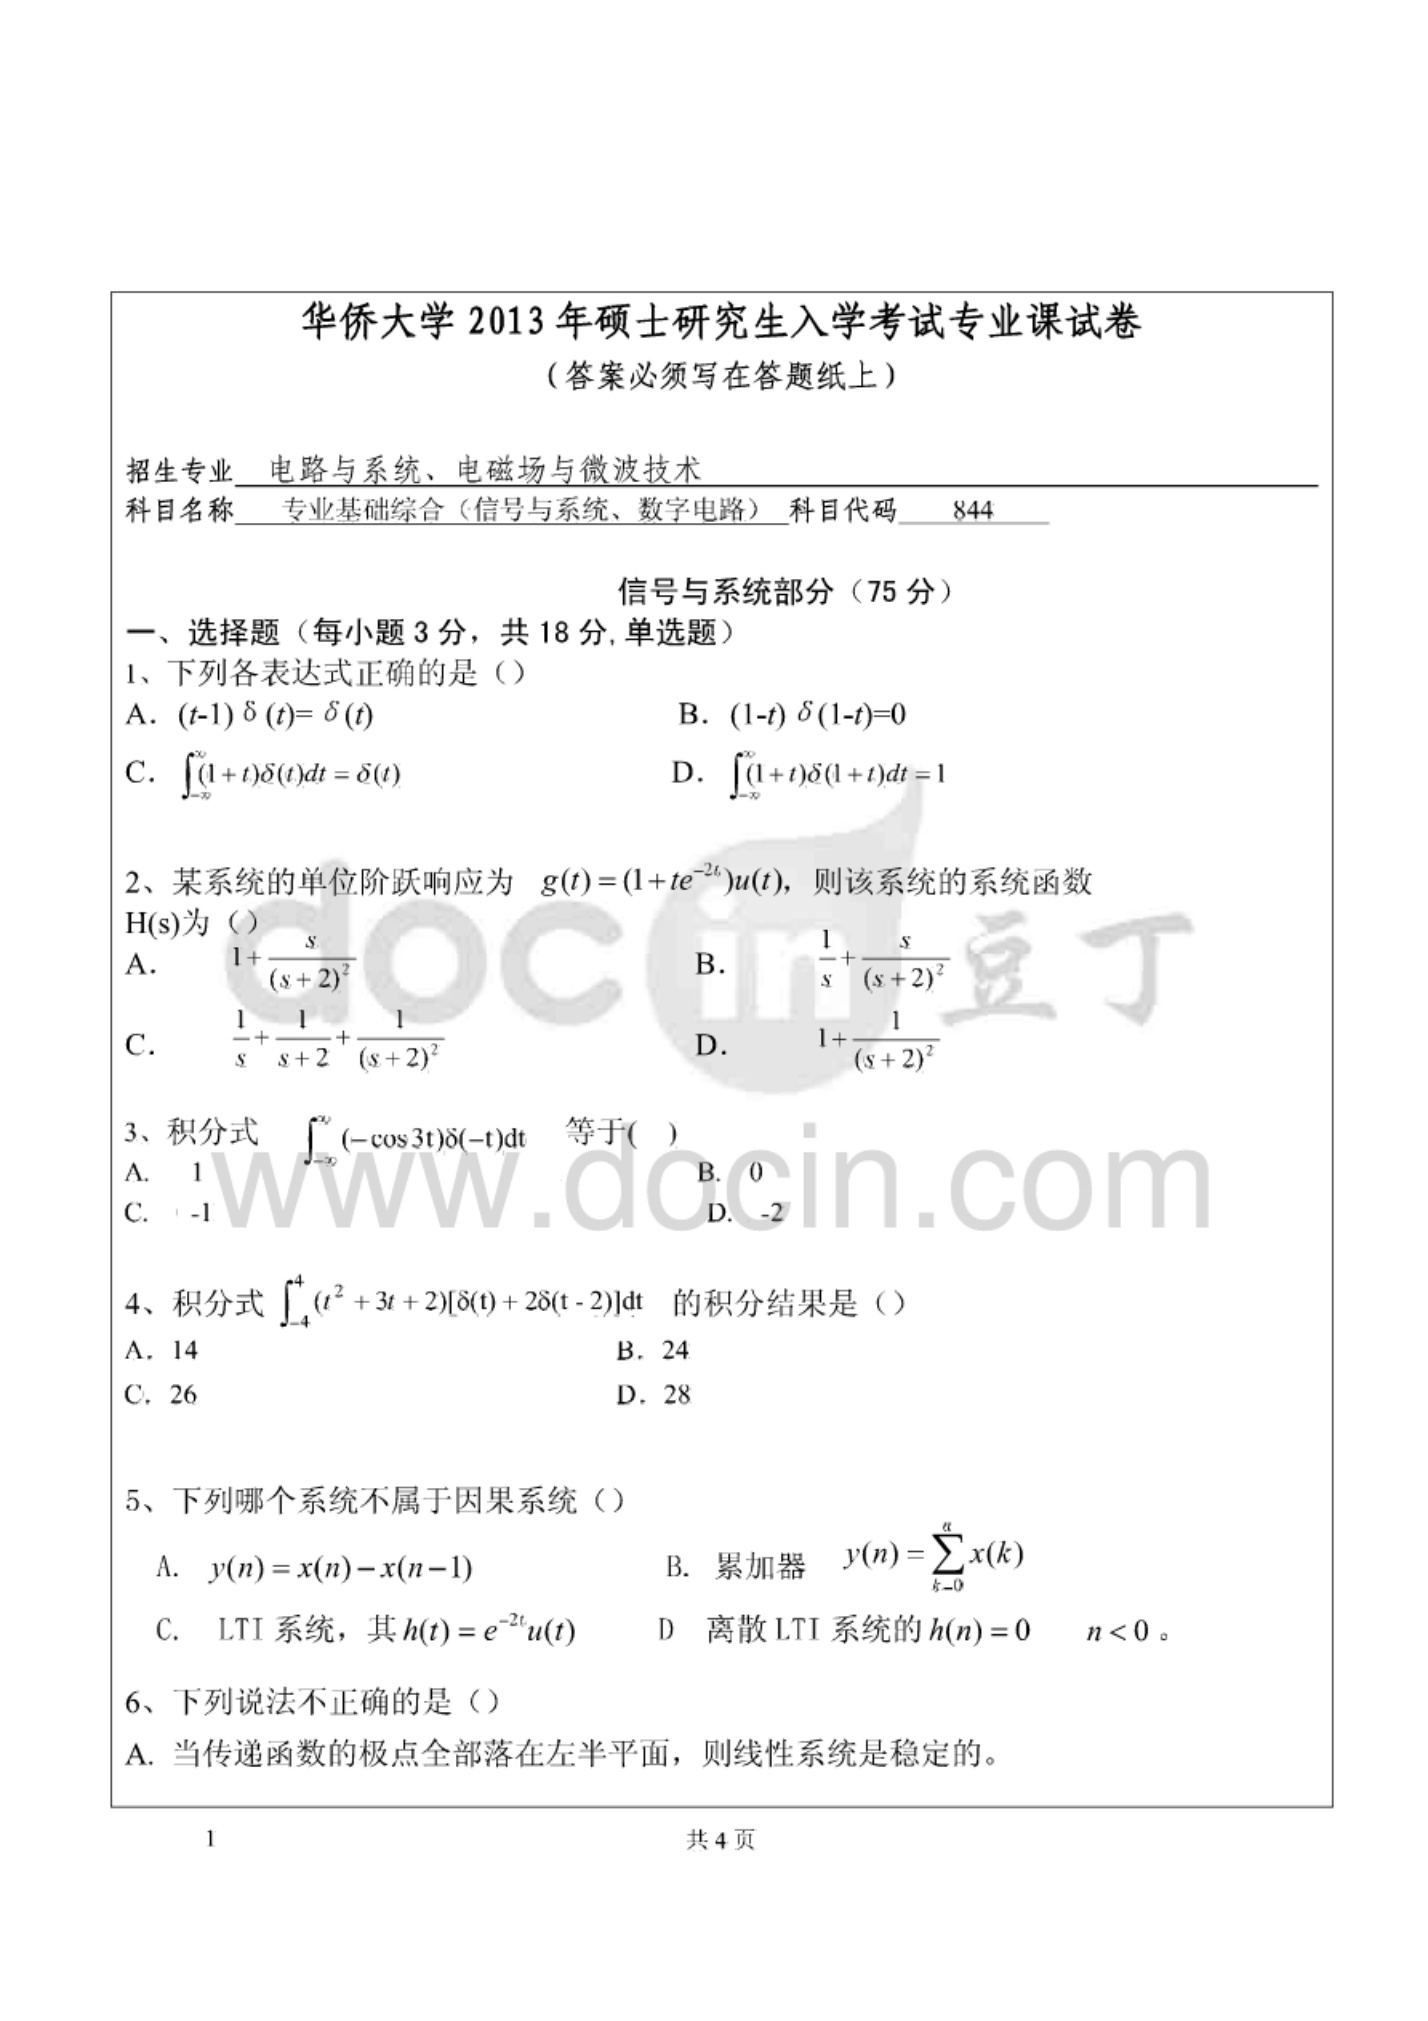 华侨大学 2013 年硕士研究生入学考试专业课试卷
（答案必须写在答题纸上）
招生专业 电路与系统、电磁场与微波技术
科目名称 专业基础综合（信号与系统、数字电路） 科目代码 844
信号与系统部分（75 分）
一、选择题（每小题 3 分，共 18 分,单选题）
1、下列各表达式正确的是（）
A．(t-1) δ (t)= δ (t) B．(1-t) δ (1-t)=0
C． ∫_{-∞}^{∞}(1+t)δ(t)dt = δ(t) D． ∫_{-∞}^{∞}(1+t)δ(1+t)dt = 1
2、某系统的单位阶跃响应为 g(t) = (1+te^{-2t})u(t)，则该系统的系统函数
H(s)为（）
A． 1+ s/(s+2)² B． 1/s + s/(s+2)²
C． 1/s + 1/(s+2) + 1/(s+2)² D． 1+ 1/(s+2)²
3、积分式 ∫_{-∞}^{∞}(−cos3t)δ(−t)dt 等于( )
A. 1 B. 0
C. -1 D. -2
4、积分式 ∫_{-4}^{4}(t² + 3t + 2)[δ(t) + 2δ(t - 2)]dt 的积分结果是（）
A．14 B．24
C．26 D．28
5、下列哪个系统不属于因果系统（）
A. y(n) = x(n) − x(n−1) B. 累加器 y(n) = ∑_{k=0}^{n} x(k)
C. LTI 系统，其 h(t) = e^{-2t}u(t) D 离散 LTI 系统的 h(n) = 0 n < 0 。
6、下列说法不正确的是（）
A. 当传递函数的极点全部落在左半平面，则线性系统是稳定的。
1 共 4 页
docin 豆丁
www.docin.com